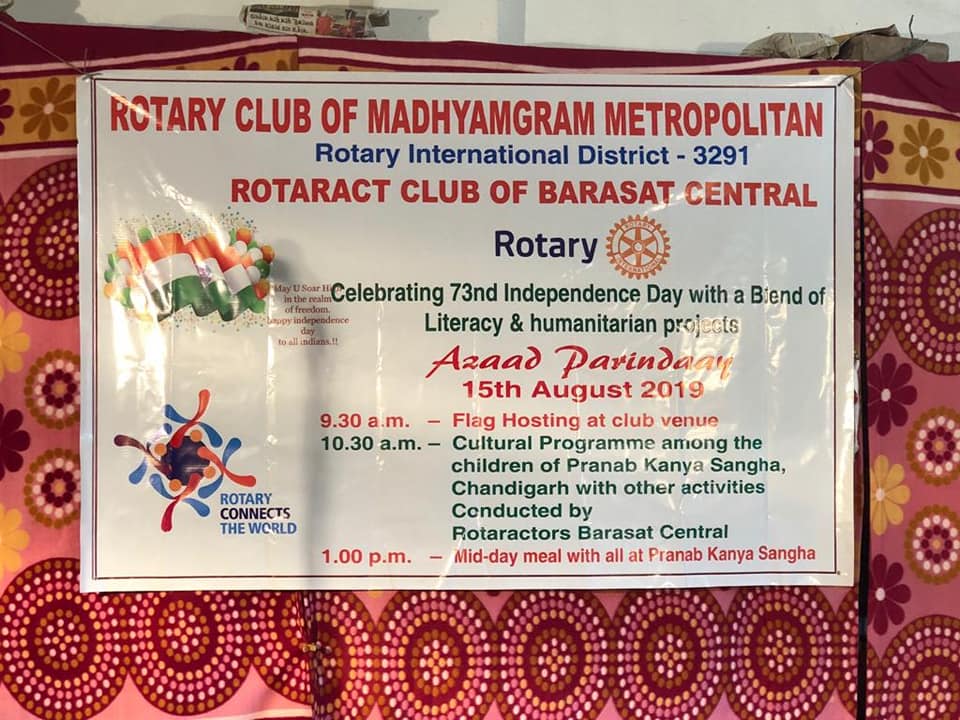 ROTARY CLUB OF MADHYAMGRAM METROPOLITAN
Rotary International District - 3291
ROTARACT CLUB OF BARASAT CENTRAL
Rotary
ROTARY
INTERNATIONAL
May U Soar High
in the realm
of freedom.
happy independence
day
to all indians.!!
Celebrating 73nd Independence Day with a Blend of
Literacy & humanitarian projects
Azaad Parindaay
15th August 2019
9.30 a.m. – Flag Hosting at club venue
10.30 a.m. – Cultural Programme among the
children of Pranab Kanya Sangha,
Chandigarh with other activities
Conducted by
Rotaractors Barasat Central
1.00 p.m. – Mid-day meal with all at Pranab Kanya Sangha
ROTARY
CONNECTS
THE WORLD